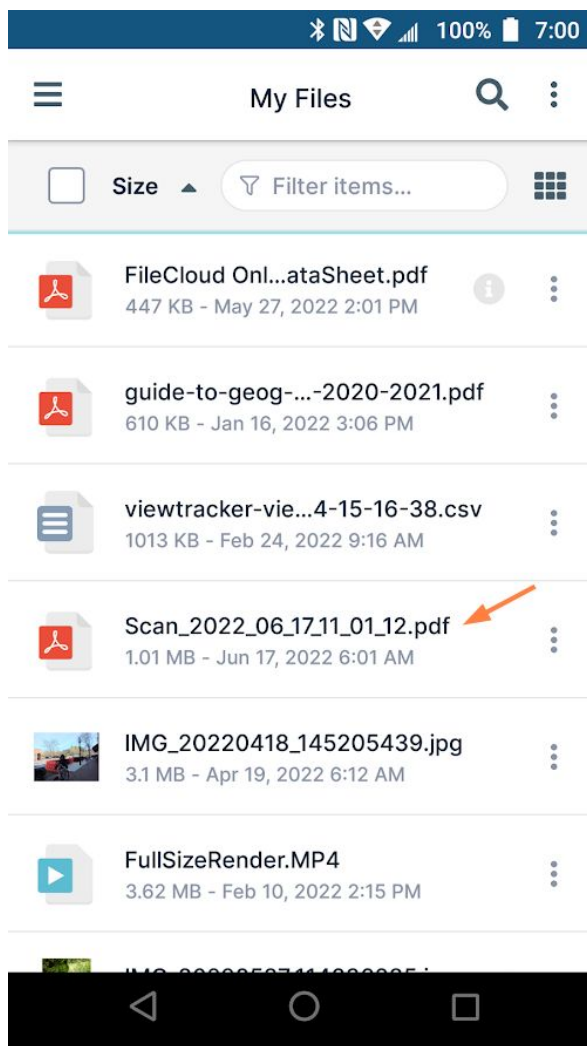 100% 7:00
My Files
Size Filter items...
FileCloud Onl...ataSheet.pdf
447 KB - May 27, 2022 2:01 PM
guide-to-geog-...-2020-2021.pdf
610 KB - Jan 16, 2022 3:06 PM
viewtracker-vie...4-15-16-38.csv
1013 KB - Feb 24, 2022 9:16 AM
Scan_2022_06_17_11_01_12.pdf
1.01 MB - Jun 17, 2022 6:01 AM
IMG_20220418_145205439.jpg
3.1 MB - Apr 19, 2022 6:12 AM
FullSizeRender.MP4
3.62 MB - Feb 10, 2022 2:15 PM